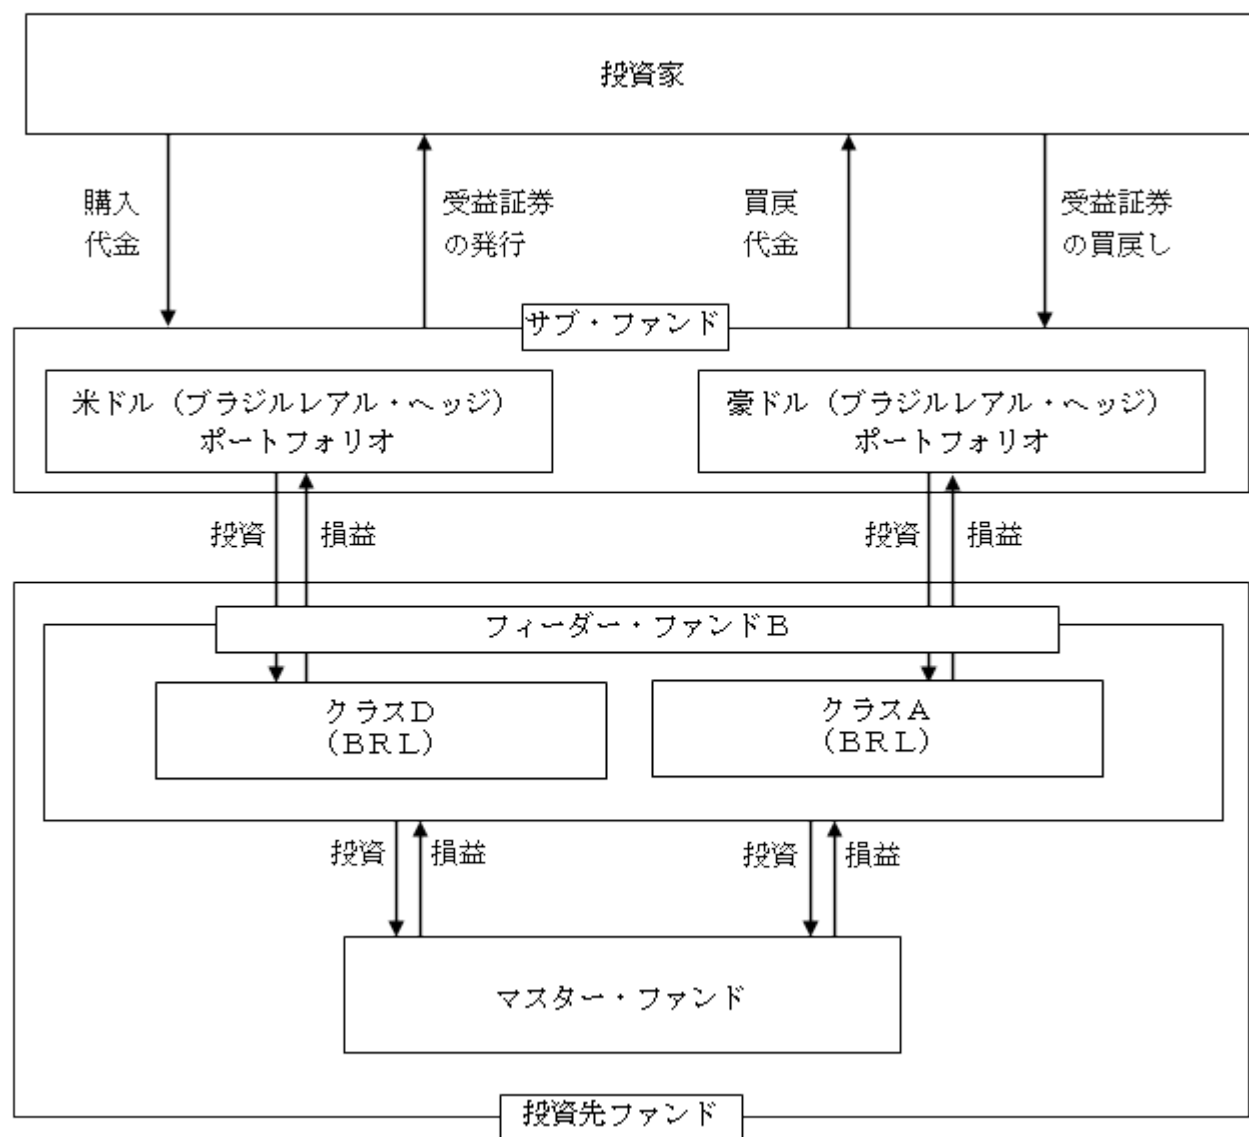 投資家
購入
代金
受益証券
の発行
買戻
代金
受益証券
の買戻し
サブ・ファンド
米ドル（ブラジルレアル・ヘッジ）
ポートフォリオ
豪ドル（ブラジルレアル・ヘッジ）
ポートフォリオ
投資
損益
投資
損益
フィーダー・ファンドＢ
クラスＤ
（ＢＲＬ）
クラスＡ
（ＢＲＬ）
投資
損益
投資
損益
マスター・ファンド
投資先ファンド